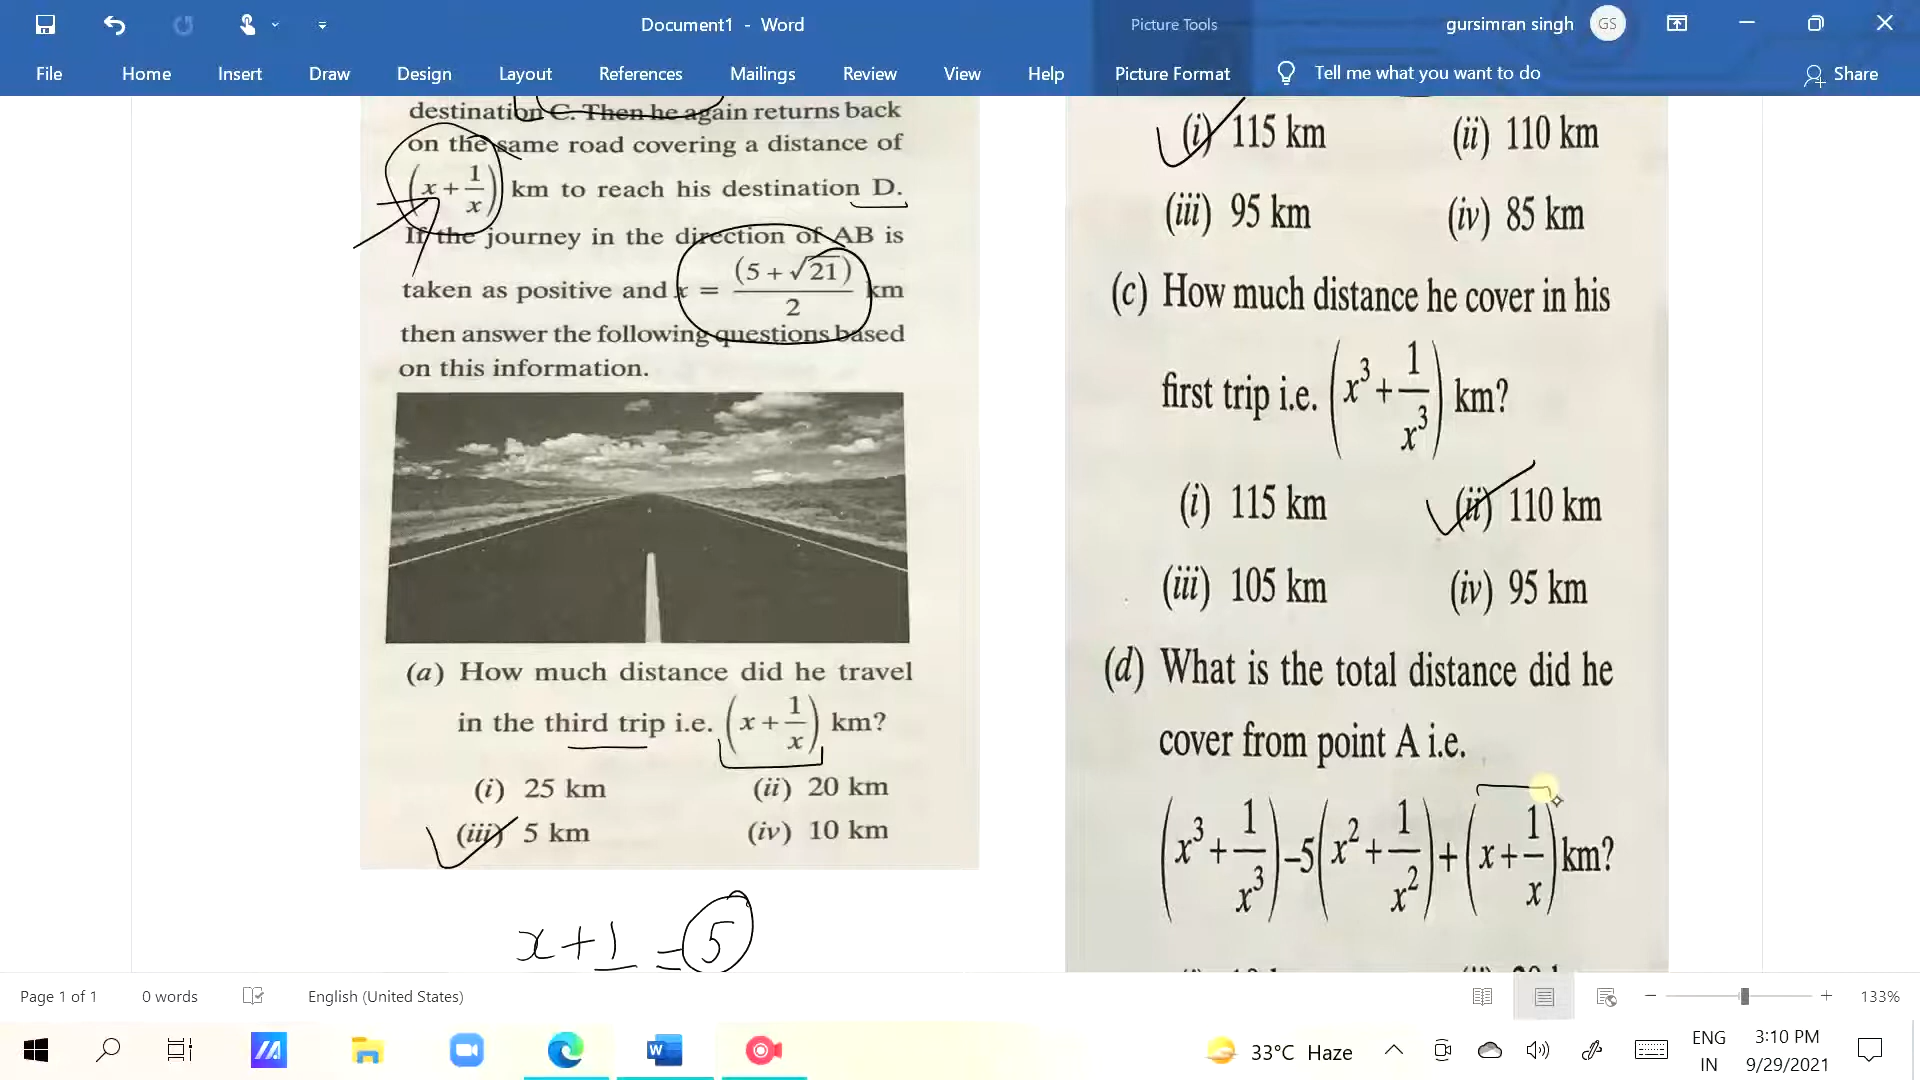 Document1 - Word
Picture Tools
gursimran singh
GS
File Home Insert Draw Design Layout References Mailings Review View Help Picture Format Tell me what you want to do Share
destination C. Then he again returns back
on the same road covering a distance of
(x + 1/x) km to reach his destination D.
If the journey in the direction of AB is
taken as positive and x = (5 + √21)/2 km
then answer the following questions based
on this information.
(a) How much distance did he travel
in the third trip i.e. (x + 1/x) km?
(i) 25 km (ii) 20 km
(iii) 5 km (iv) 10 km
x + 1 = 5
(i) 115 km (ii) 110 km
(iii) 95 km (iv) 85 km
(c) How much distance he cover in his
first trip i.e. (x³ + 1/x³) km?
(i) 115 km (ii) 110 km
(iii) 105 km (iv) 95 km
(d) What is the total distance did he
cover from point A i.e.
(x³ + 1/x³) – 5(x² + 1/x²) + (x + 1/x) km?
Page 1 of 1 0 words English (United States) 133%
33°C Haze
ENG
IN
3:10 PM
9/29/2021